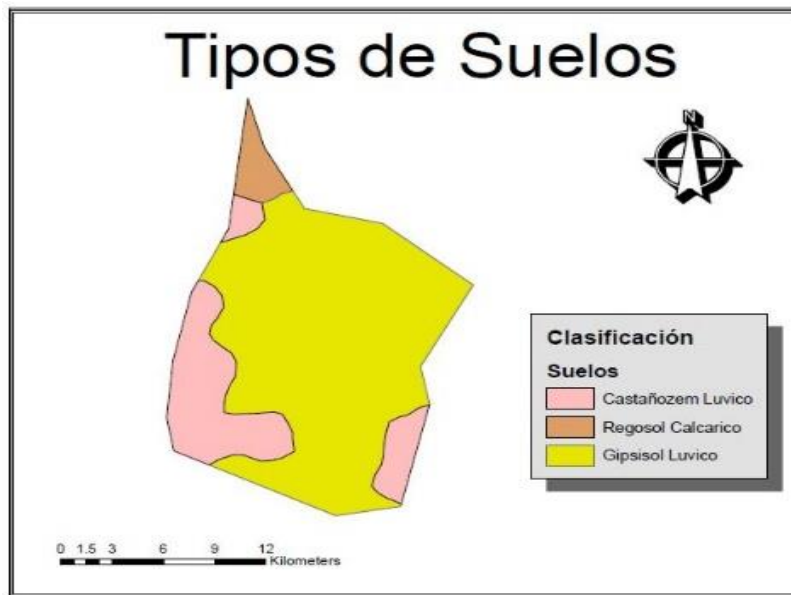 Tipos de Suelos
N
Clasificación
Suelos
Castañozem Luvico
Regosol Calcarico
Gipsisol Luvico
0 1.5 3 6 9 12
Kilometers